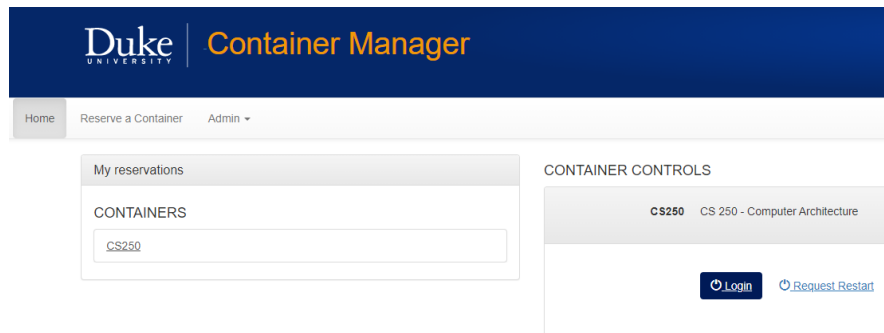 Duke
UNIVERSITY
Container Manager
Home Reserve a Container Admin
My reservations
CONTAINERS
CS250
CONTAINER CONTROLS
CS250 CS 250 - Computer Architecture
Login Request Restart